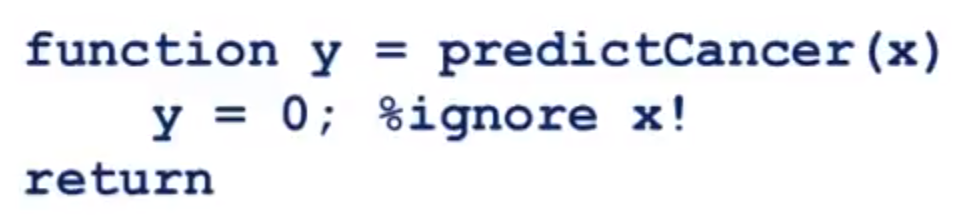 function y = predictCancer(x)
    y = 0; %ignore x!
return